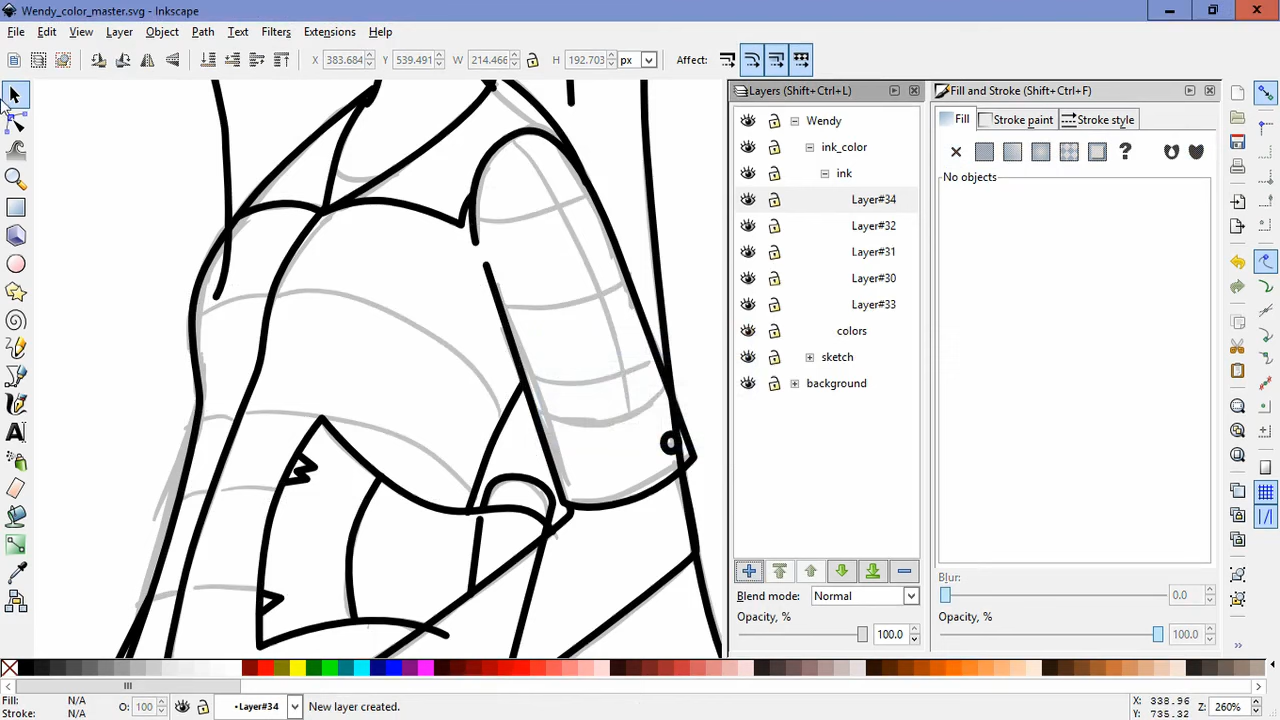 Wendy_color_master.svg - Inkscape
File Edit View Layer Object Path Filters Text Extensions Help
X 383.684 Y 539.491 W 214.466 H 192.703 px Affect:
Layers (Shift+Ctrl+L)
Wendy
ink_color
ink
Layer#34
Layer#32
Layer#31
Layer#30
Layer#33
colors
sketch
background
Blend mode: Normal
Opacity, %
100.0
Fill and Stroke (Shift+Ctrl+F)
Fill Stroke paint Stroke style
?
No objects
Blur:
0.0
Opacity, %
100.0
Fill: N/A
Stroke: N/A
O: 100
•Layer#34
New layer created.
X: 338.96
Y: 735.32
Z: 260%